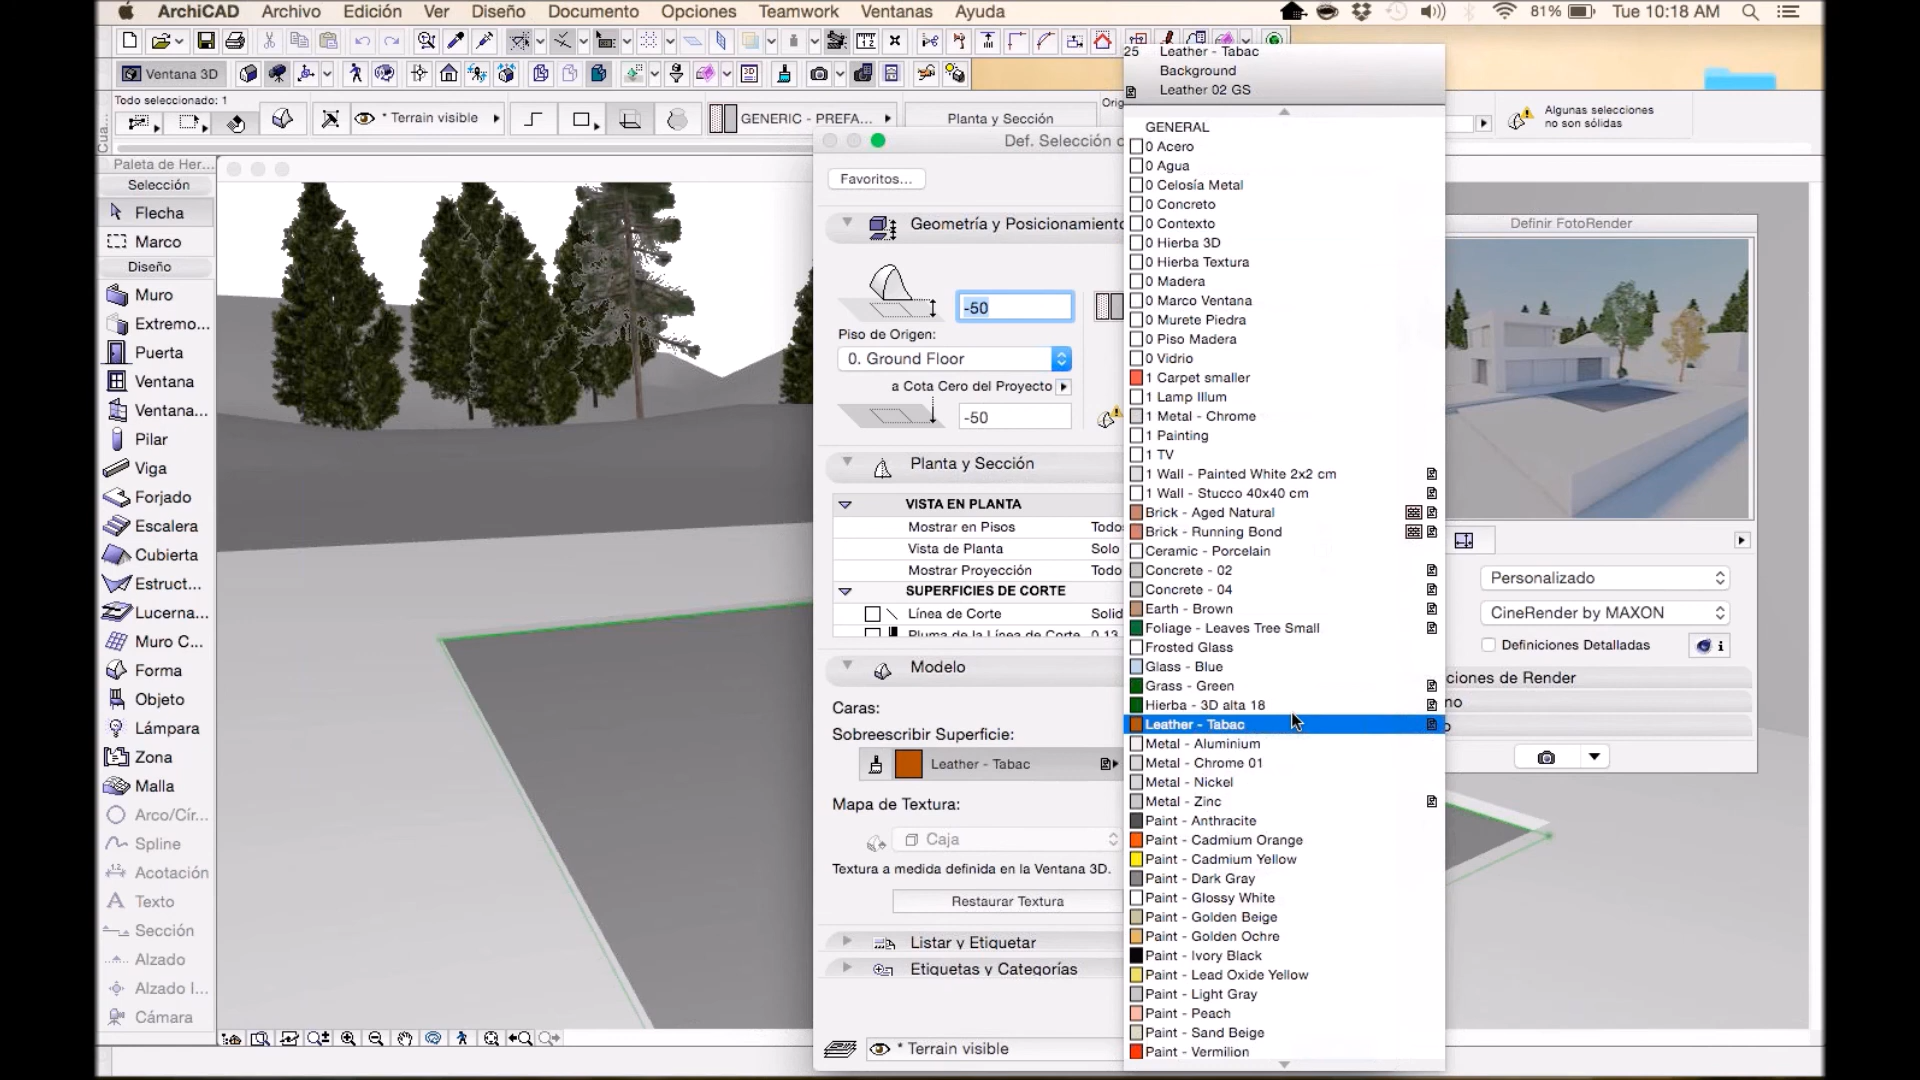 ArchiCAD Archivo Edición Ver Diseño Documento Opciones Teamwork Ventanas Ayuda 81% Tue 10:18 AM
Ventana 3D
Todo seleccionado: 1
* Terrain visible
GENERIC - PREFA...
Planta y Sección
Algunas selecciones
no son sólidas
Paleta de Her...
Selección
Flecha
Marco
Diseño
Muro
Extremo...
Puerta
Ventana
Ventana...
Pilar
Viga
Forjado
Escalera
Cubierta
Estruct...
Lucerna...
Muro C...
Forma
Objeto
Lámpara
Zona
Malla
Arco/Cír...
Spline
Acotación
Texto
Sección
Alzado
Alzado I...
Cámara
Def. Selección
Favoritos...
Geometría y Posicionamiento
-50
Piso de Origen:
0. Ground Floor
a Cota Cero del Proyecto
-50
Planta y Sección
VISTA EN PLANTA
Mostrar en Pisos Todo
Vista de Planta Solo
Mostrar Proyección Todo
SUPERFICIES DE CORTE
Línea de Corte Solid
Pluma de la Línea de Corte 0.13
Modelo
Caras:
Sobreescribir Superficie:
Leather - Tabac
Mapa de Textura:
Caja
Textura a medida definida en la Ventana 3D.
Restaurar Textura
Listar y Etiquetar
Etiquetas y Categorías
* Terrain visible
25 Leather - Tabac
Background
Leather 02 GS
GENERAL
0 Acero
0 Agua
0 Celosía Metal
0 Concreto
0 Contexto
0 Hierba 3D
0 Hierba Textura
0 Madera
0 Marco Ventana
0 Murete Piedra
0 Piso Madera
0 Vidrio
1 Carpet smaller
1 Lamp Illum
1 Metal - Chrome
1 Painting
1 TV
1 Wall - Painted White 2x2 cm
1 Wall - Stucco 40x40 cm
Brick - Aged Natural
Brick - Running Bond
Ceramic - Porcelain
Concrete - 02
Concrete - 04
Earth - Brown
Foliage - Leaves Tree Small
Frosted Glass
Glass - Blue
Grass - Green
Hierba - 3D alta 18
Leather - Tabac
Metal - Aluminium
Metal - Chrome 01
Metal - Nickel
Metal - Zinc
Paint - Anthracite
Paint - Cadmium Orange
Paint - Cadmium Yellow
Paint - Dark Gray
Paint - Glossy White
Paint - Golden Beige
Paint - Golden Ochre
Paint - Ivory Black
Paint - Lead Oxide Yellow
Paint - Light Gray
Paint - Peach
Paint - Sand Beige
Paint - Vermilion
Definir FotoRender
Personalizado
CineRender by MAXON
Definiciones Detalladas
ciones de Render